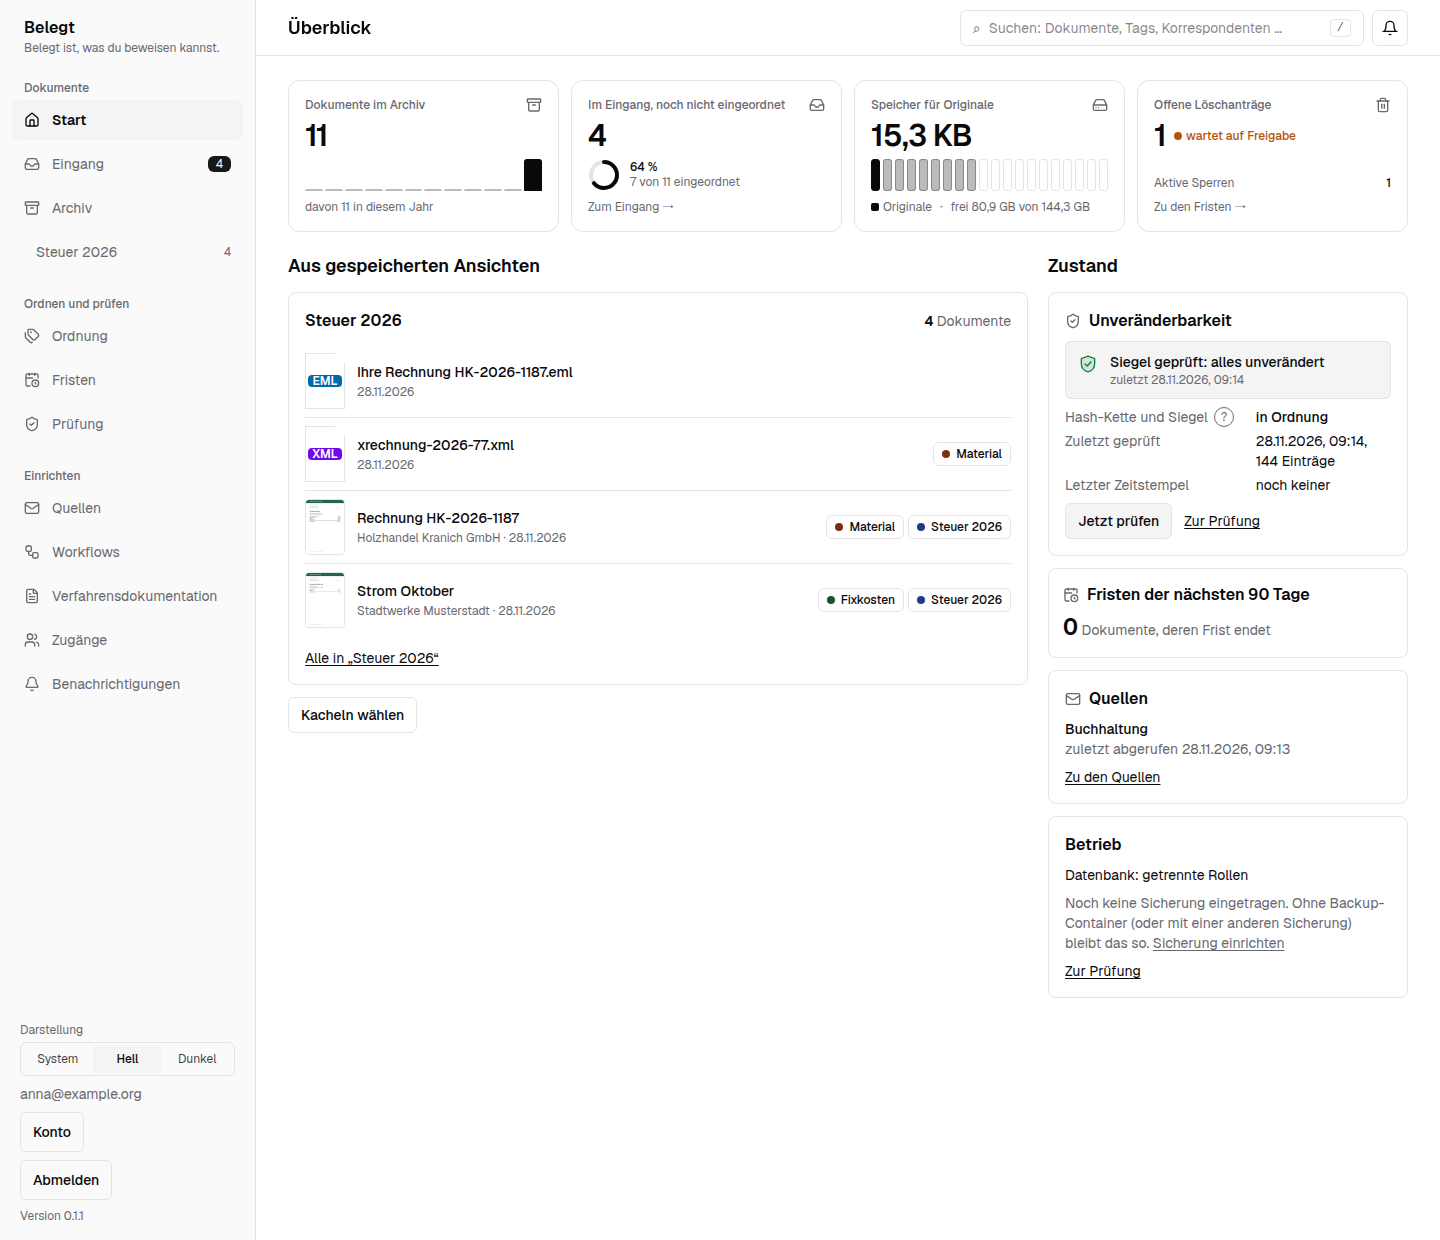 Belegt
Belegt ist, was du beweisen kannst.
Dokumente
Start
Eingang 4
Archiv
Steuer 2026 4
Ordnen und prüfen
Ordnung
Fristen
Prüfung
Einrichten
Quellen
Workflows
Verfahrensdokumentation
Zugänge
Benachrichtigungen
Darstellung
System Hell Dunkel
anna@example.org
Konto
Abmelden
Version 0.1.1
Überblick
Suchen: Dokumente, Tags, Korrespondenten … /
Dokumente im Archiv
11
davon 11 in diesem Jahr
Im Eingang, noch nicht eingeordnet
4
64 %
7 von 11 eingeordnet
Zum Eingang →
Speicher für Originale
15,3 KB
Originale · frei 80,9 GB von 144,3 GB
Offene Löschanträge
1 wartet auf Freigabe
Aktive Sperren 1
Zu den Fristen →
Aus gespeicherten Ansichten
Steuer 2026 4 Dokumente
EML
Ihre Rechnung HK-2026-1187.eml
28.11.2026
XML
xrechnung-2026-77.xml
28.11.2026
Material
Rechnung HK-2026-1187
Holzhandel Kranich GmbH · 28.11.2026
Material Steuer 2026
Strom Oktober
Stadtwerke Musterstadt · 28.11.2026
Fixkosten Steuer 2026
Alle in „Steuer 2026“
Kacheln wählen
Zustand
Unveränderbarkeit
Siegel geprüft: alles unverändert
zuletzt 28.11.2026, 09:14
Hash-Kette und Siegel ? in Ordnung
Zuletzt geprüft 28.11.2026, 09:14,
144 Einträge
Letzter Zeitstempel noch keiner
Jetzt prüfen Zur Prüfung
Fristen der nächsten 90 Tage
0 Dokumente, deren Frist endet
Quellen
Buchhaltung
zuletzt abgerufen 28.11.2026, 09:13
Zu den Quellen
Betrieb
Datenbank: getrennte Rollen
Noch keine Sicherung eingetragen. Ohne Backup-
Container (oder mit einer anderen Sicherung)
bleibt das so. Sicherung einrichten
Zur Prüfung